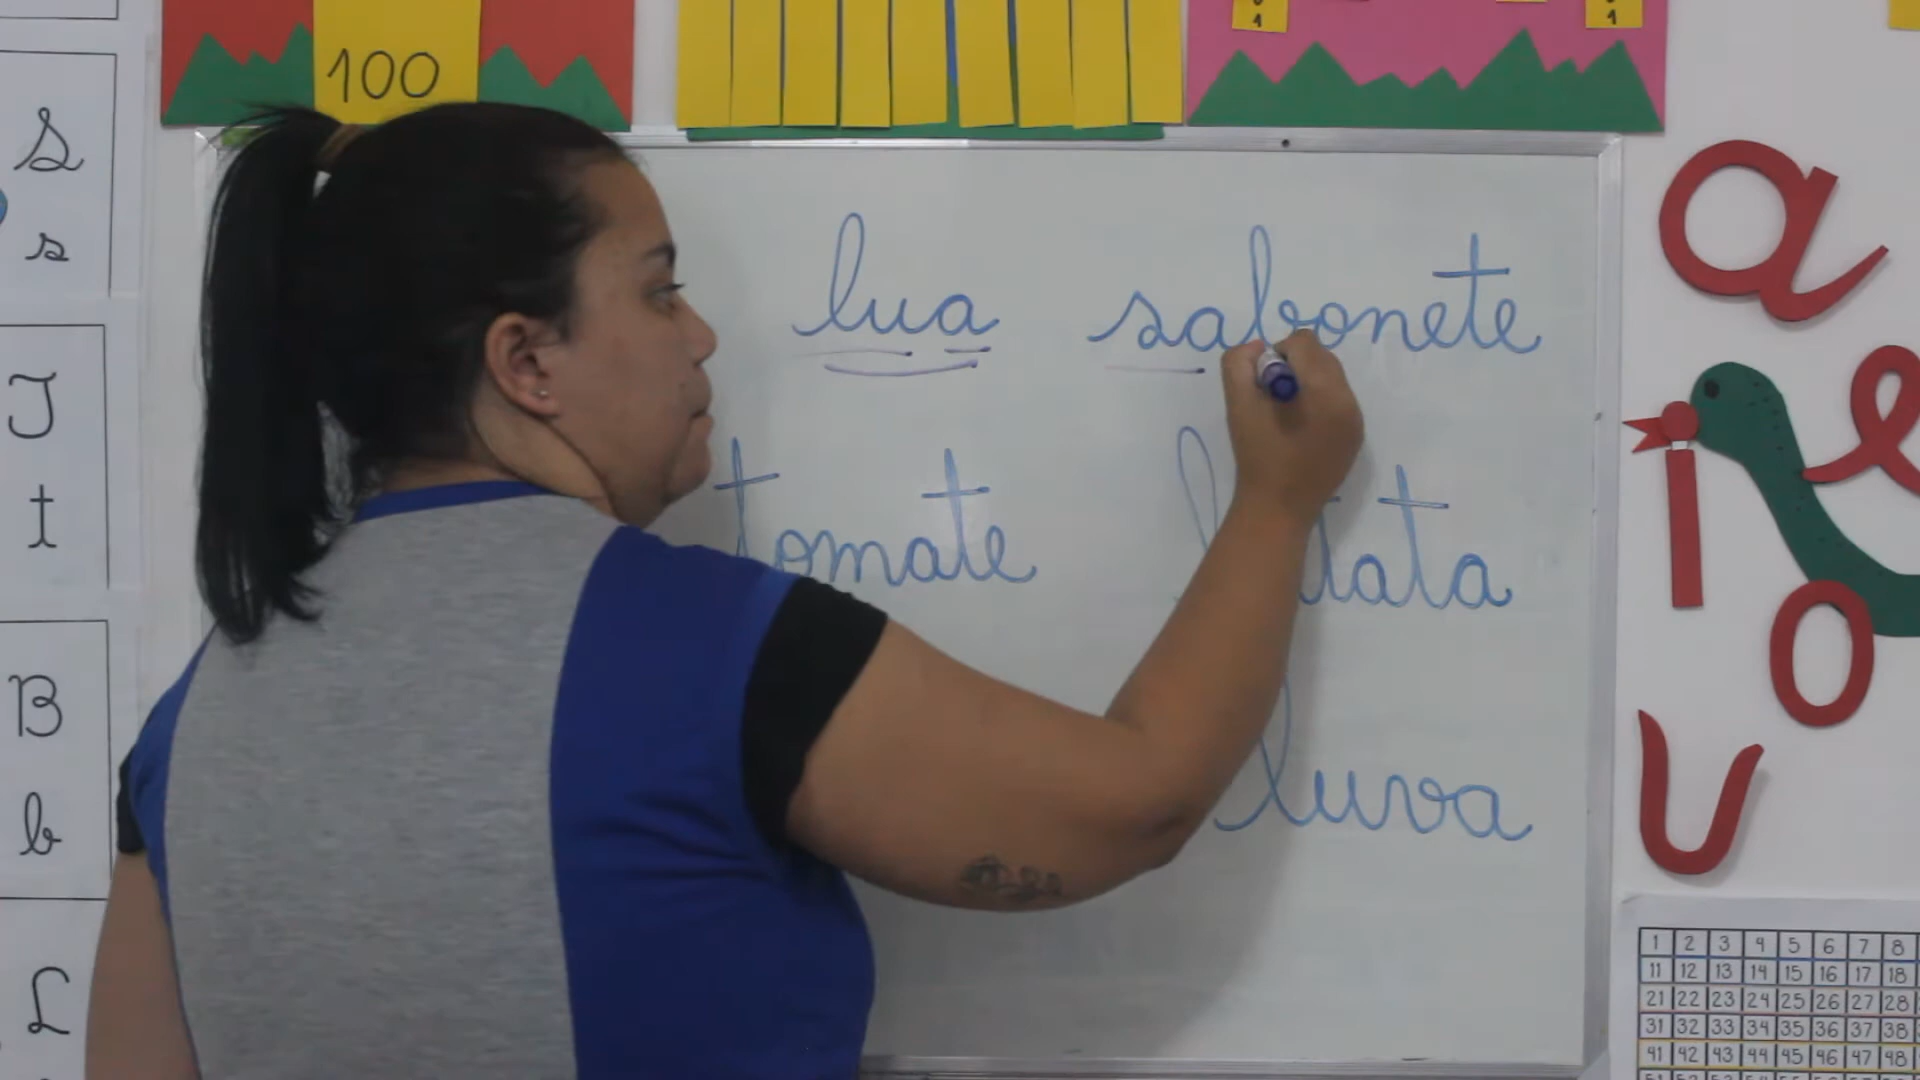 100
S
s
lua sabonete
T
t
tomate
a
e
i
o
u
B
b
luva
L
1 2 3 4 5 6 7 8
11 12 13 14 15 16 17 18
21 22 23 24 25 26 27 28
31 32 33 34 35 36 37 38
41 42 43 44 45 46 47 48